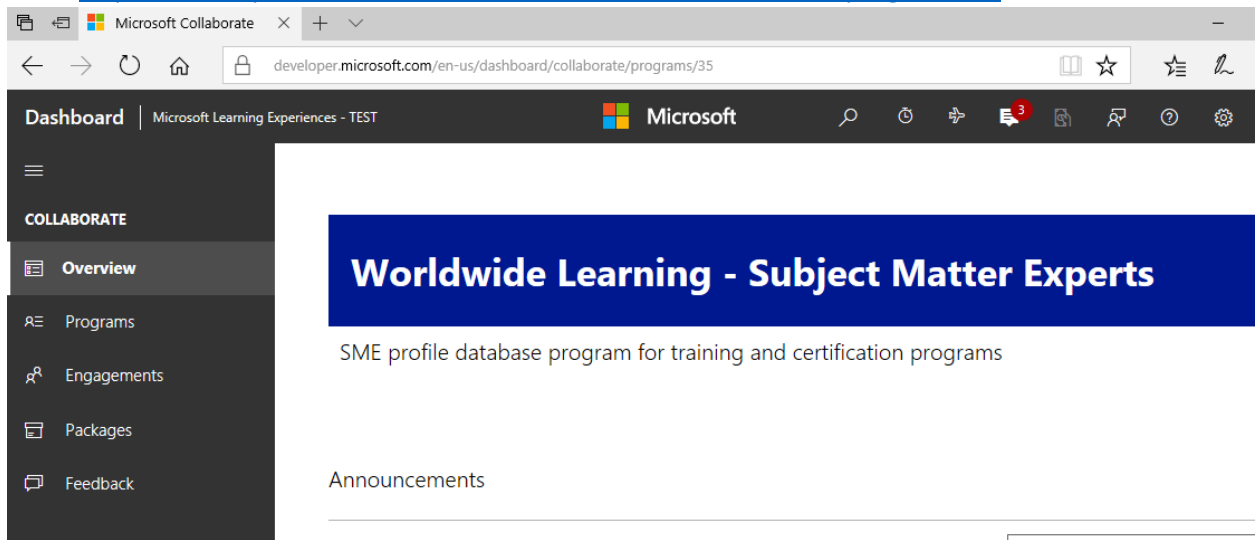 Microsoft Collaborate
developer.microsoft.com/en-us/dashboard/collaborate/programs/35
Dashboard | Microsoft Learning Experiences - TEST Microsoft 3
COLLABORATE
Overview
Worldwide Learning - Subject Matter Experts
Programs
SME profile database program for training and certification programs
Engagements
Packages
Feedback
Announcements